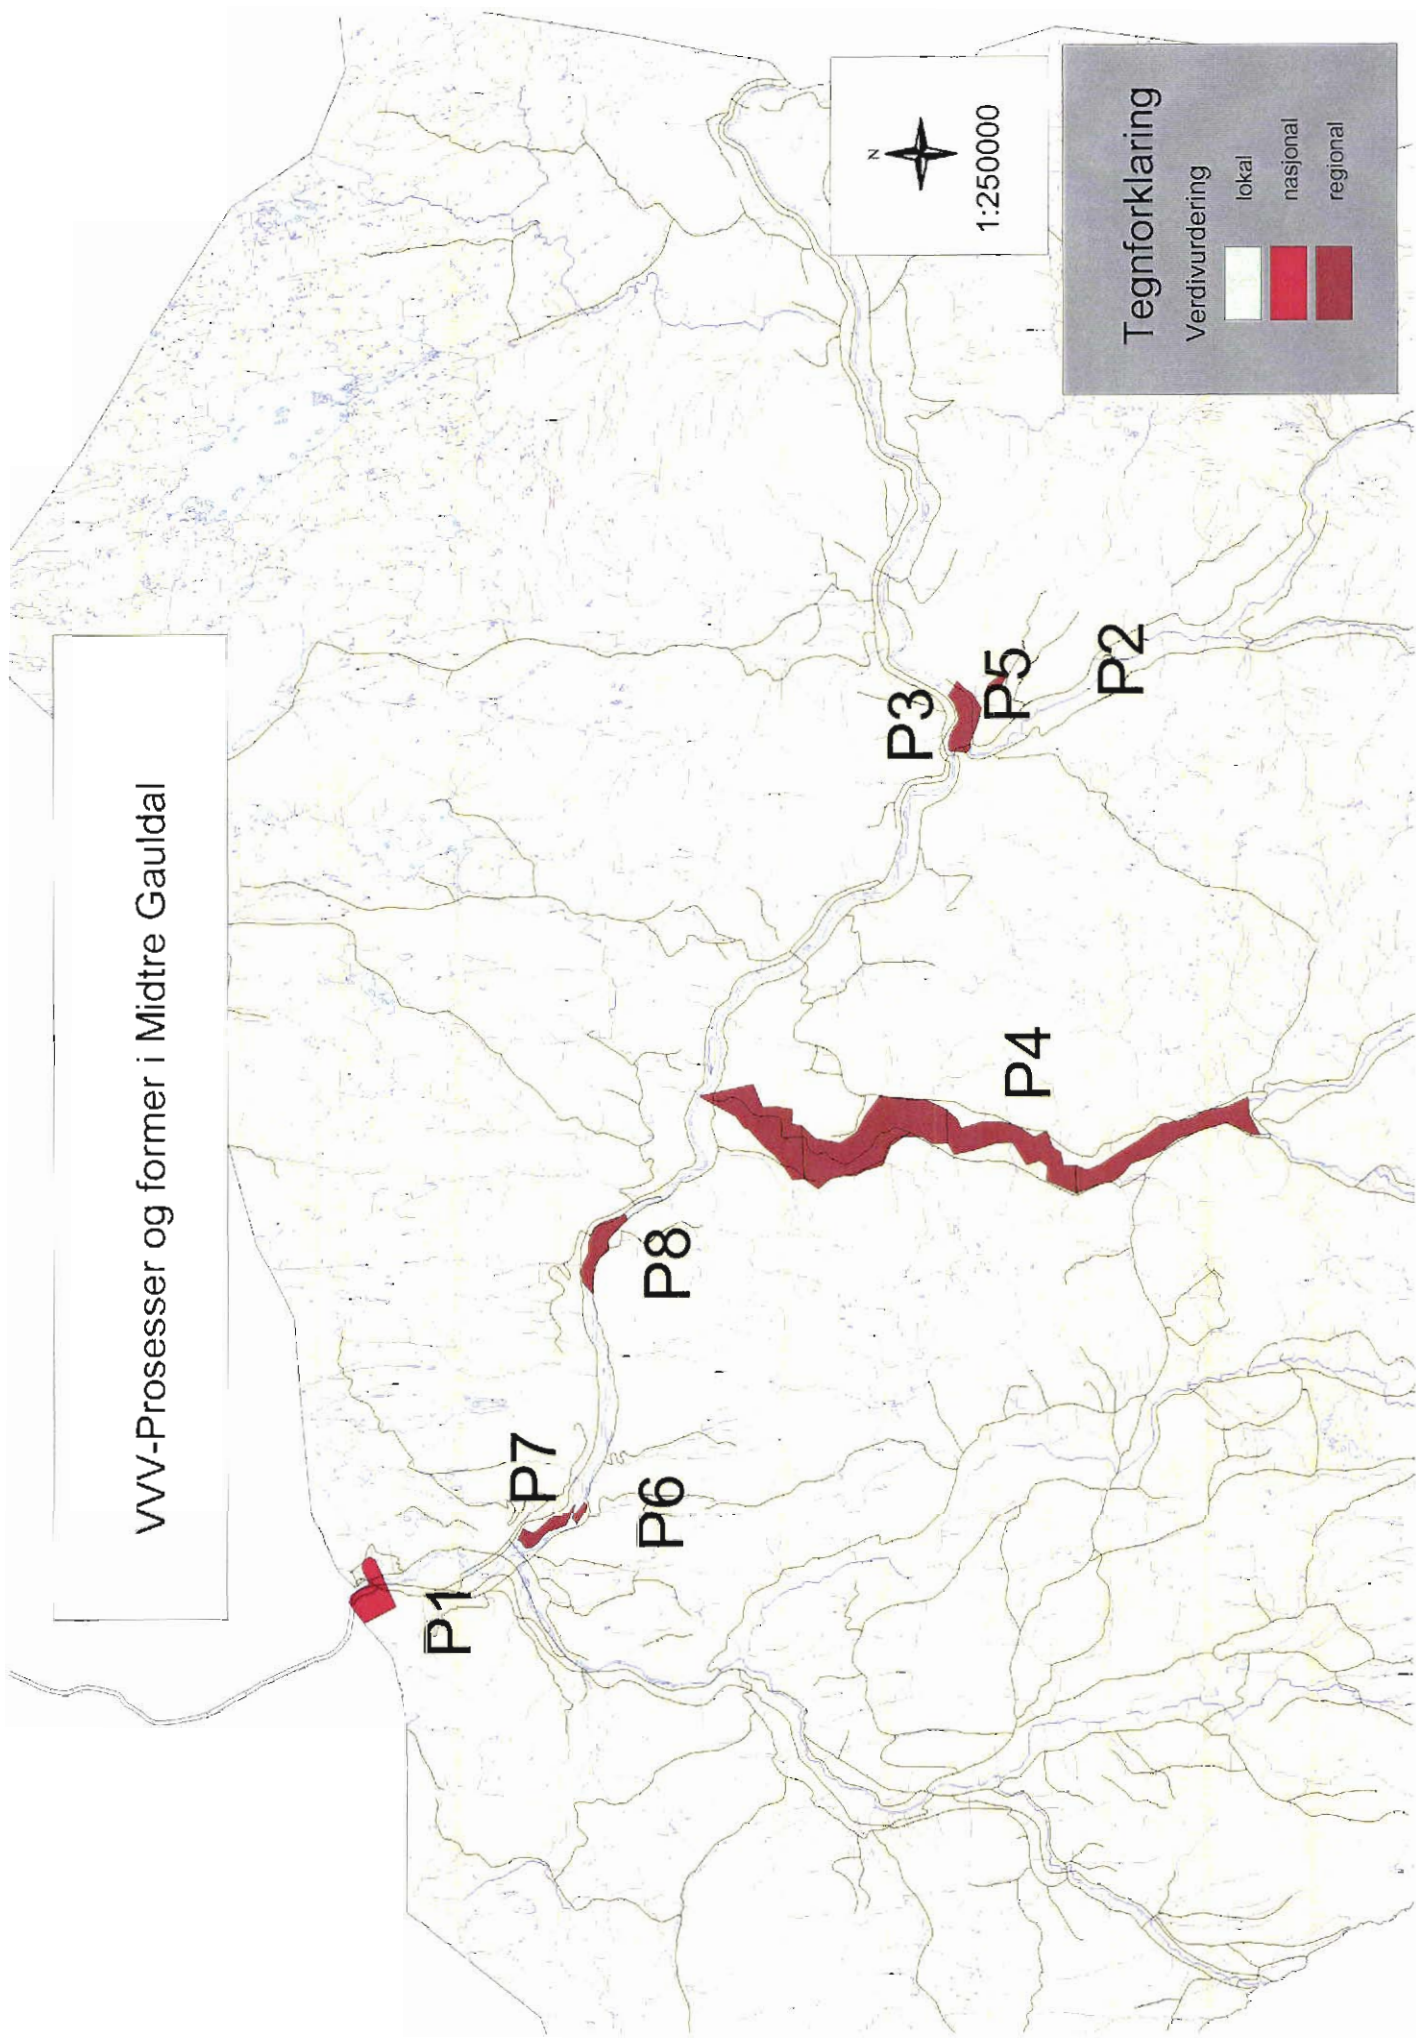 VVV-Prosesser og former i Midtre Gauldal
P1
P7
P6
P8
P4
P3
P5
P2
N
1:250000
Tegnforklaring
Verdivurdering
lokal
nasjonal
regional